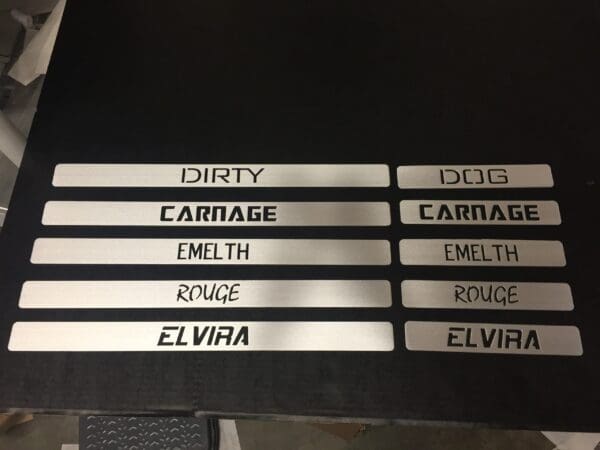 DIRTY DOG
CARNAGE CARNAGE
EMELTH EMELTH
ROUGE ROUGE
ELVIRA ELVIRA